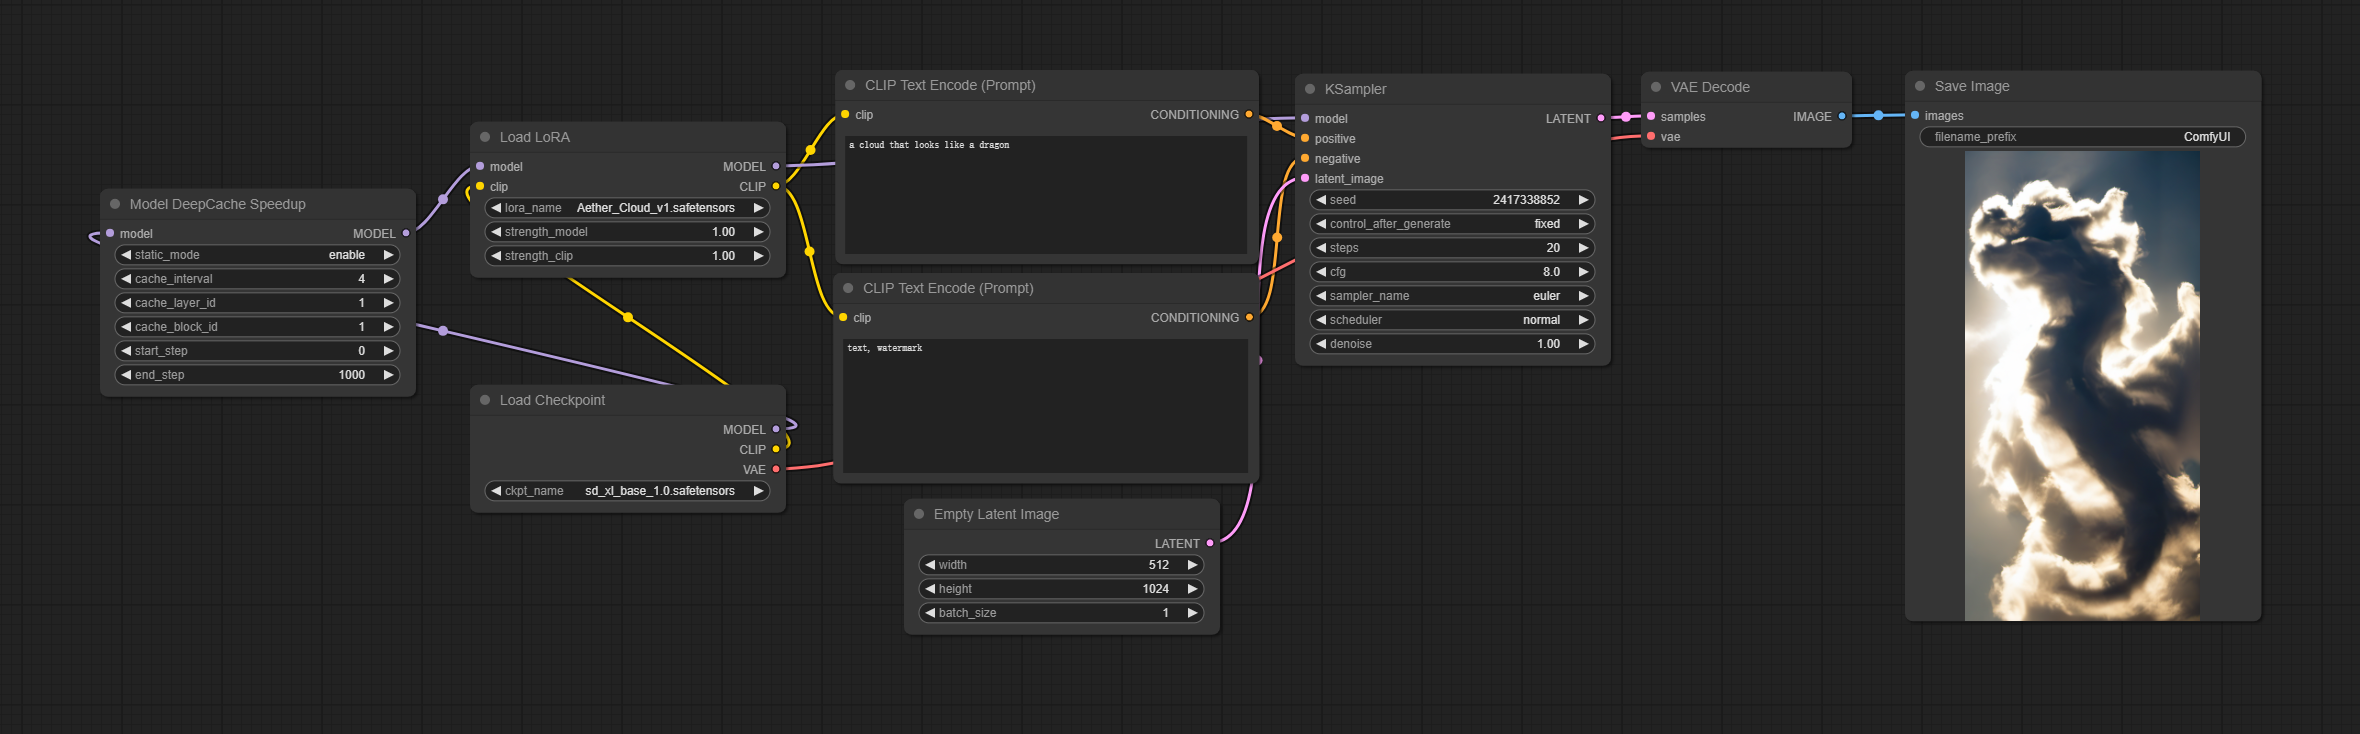 Model DeepCache Speedup
model MODEL
static_mode enable
cache_interval 4
cache_layer_id 1
cache_block_id 1
start_step 0
end_step 1000
Load LoRA
model MODEL
clip CLIP
lora_name Aether_Cloud_v1.safetensors
strength_model 1.00
strength_clip 1.00
Load Checkpoint
MODEL
CLIP
VAE
ckpt_name sd_xl_base_1.0.safetensors
CLIP Text Encode (Prompt)
clip CONDITIONING
a cloud that looks like a dragon
CLIP Text Encode (Prompt)
clip CONDITIONING
text, watermark
Empty Latent Image
LATENT
width 512
height 1024
batch_size 1
KSampler
model LATENT
positive
negative
latent_image
seed 2417338852
control_after_generate fixed
steps 20
cfg 8.0
sampler_name euler
scheduler normal
denoise 1.00
VAE Decode
samples IMAGE
vae
Save Image
images
filename_prefix ComfyUI